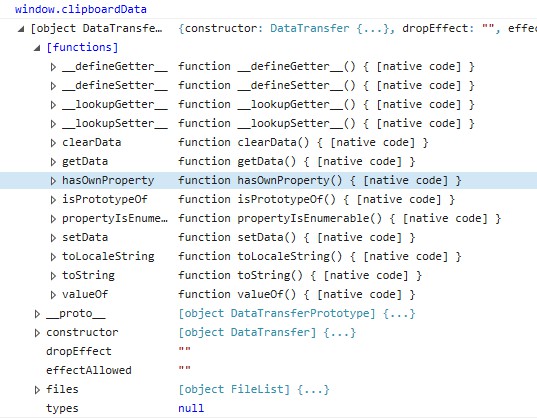 window.clipboardData
[object DataTransfe... {constructor: DataTransfer {...}, dropEffect: "", effec
[functions]
__defineGetter__ function __defineGetter__() { [native code] }
__defineSetter__ function __defineSetter__() { [native code] }
__lookupGetter__ function __lookupGetter__() { [native code] }
__lookupSetter__ function __lookupSetter__() { [native code] }
clearData function clearData() { [native code] }
getData function getData() { [native code] }
hasOwnProperty function hasOwnProperty() { [native code] }
isPrototypeOf function isPrototypeOf() { [native code] }
propertyIsEnume... function propertyIsEnumerable() { [native code] }
setData function setData() { [native code] }
toLocaleString function toLocaleString() { [native code] }
toString function toString() { [native code] }
valueOf function valueOf() { [native code] }
__proto__ [object DataTransferPrototype] {...}
constructor [object DataTransfer] {...}
dropEffect ""
effectAllowed ""
files [object FileList] {...}
types null